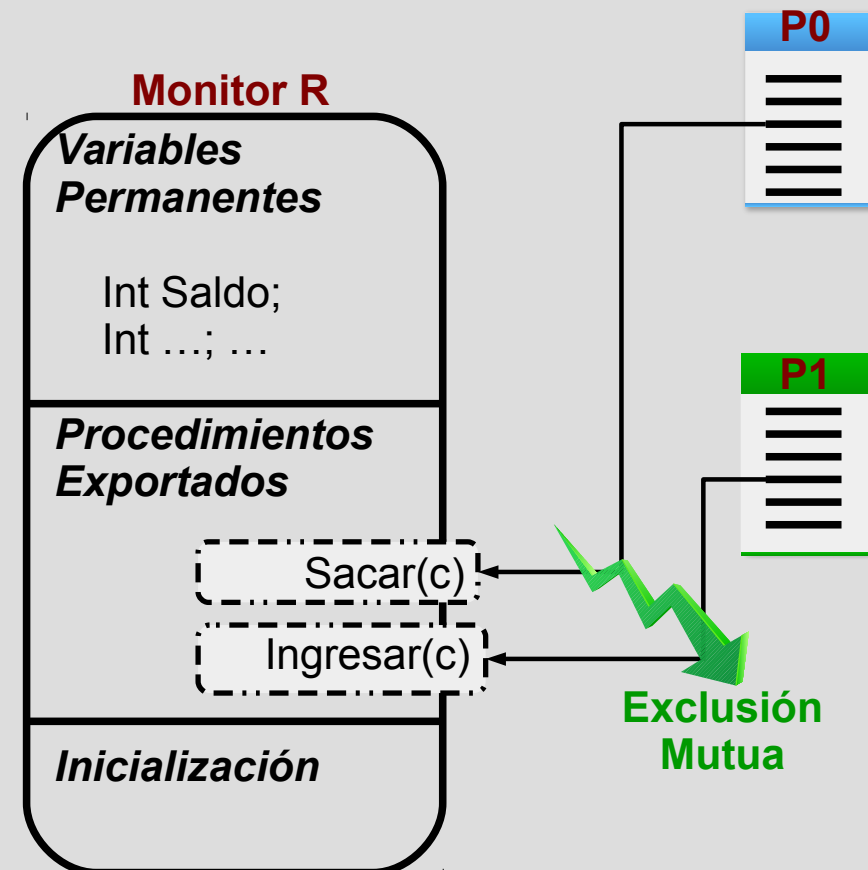 P0
Monitor R
Variables
Permanentes
Int Saldo;
Int …; …
P1
Procedimientos
Exportados
Sacar(c)
Ingresar(c)
Exclusión
Mutua
Inicialización